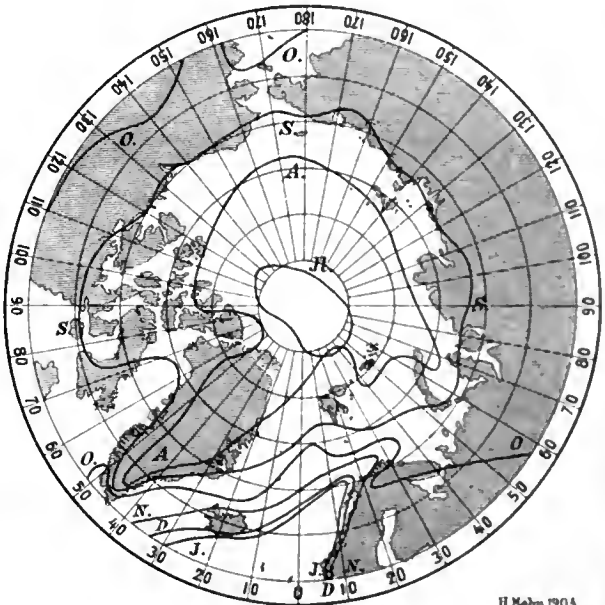 180
170 170
160 O. 160
150 150
140 140
130 O. 130
120 S. 120
110 A. 110
100 100
90 S. S. 90
80 80
70 70
60 O. A O 60
50 50
40 N. 40
30 D 30
20 J. J. N. 20
10 0 D 10
H.Mohn 1904